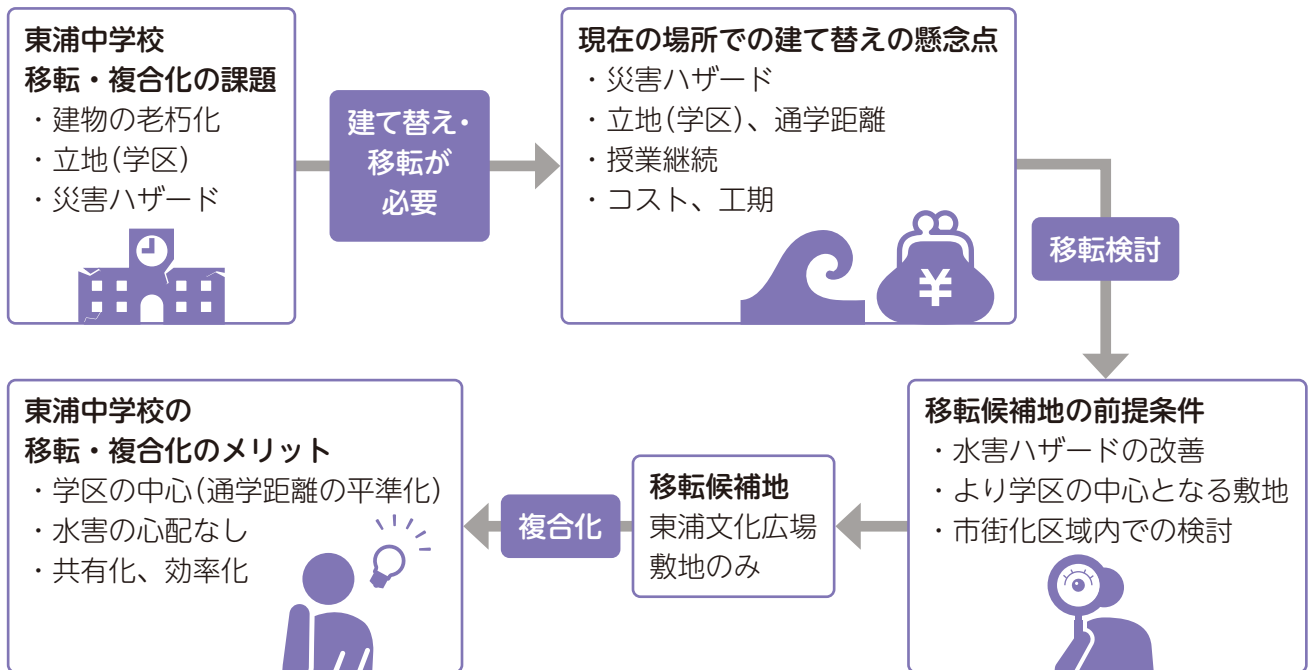 東浦中学校
移転・複合化の課題
・建物の老朽化
・立地(学区)
・災害ハザード
建て替え・
移転が
必要
現在の場所での建て替えの懸念点
・災害ハザード
・立地(学区)、通学距離
・授業継続
・コスト、工期
¥
移転検討
移転候補地の前提条件
・水害ハザードの改善
・より学区の中心となる敷地
・市街化区域内での検討
移転候補地
東浦文化広場
敷地のみ
複合化
東浦中学校の
移転・複合化のメリット
・学区の中心(通学距離の平準化)
・水害の心配なし
・共有化、効率化